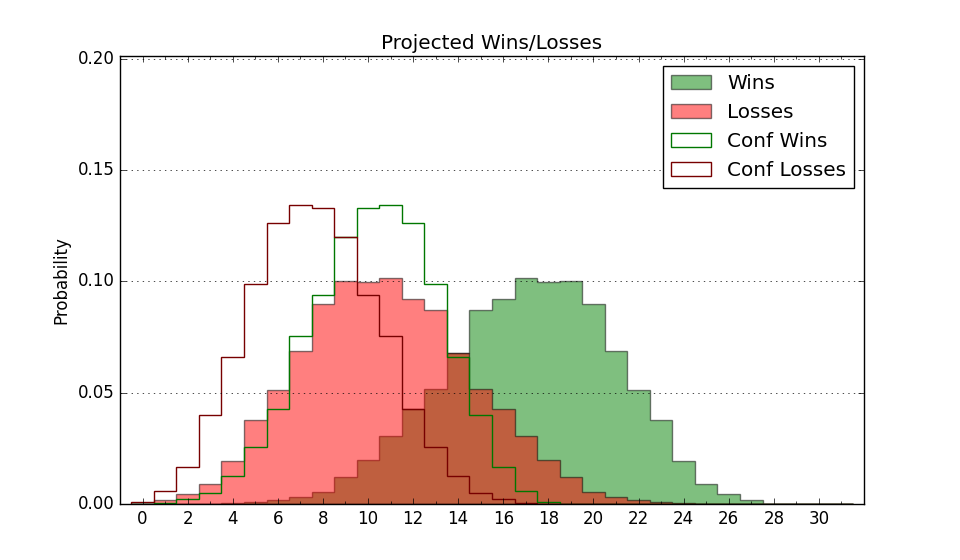 Projected Wins/Losses
0.20
0.15
0.10
0.05
0.00
Probability
Wins
Losses
Conf Wins
Conf Losses
0 2 4 6 8 10 12 14 16 18 20 22 24 26 28 30